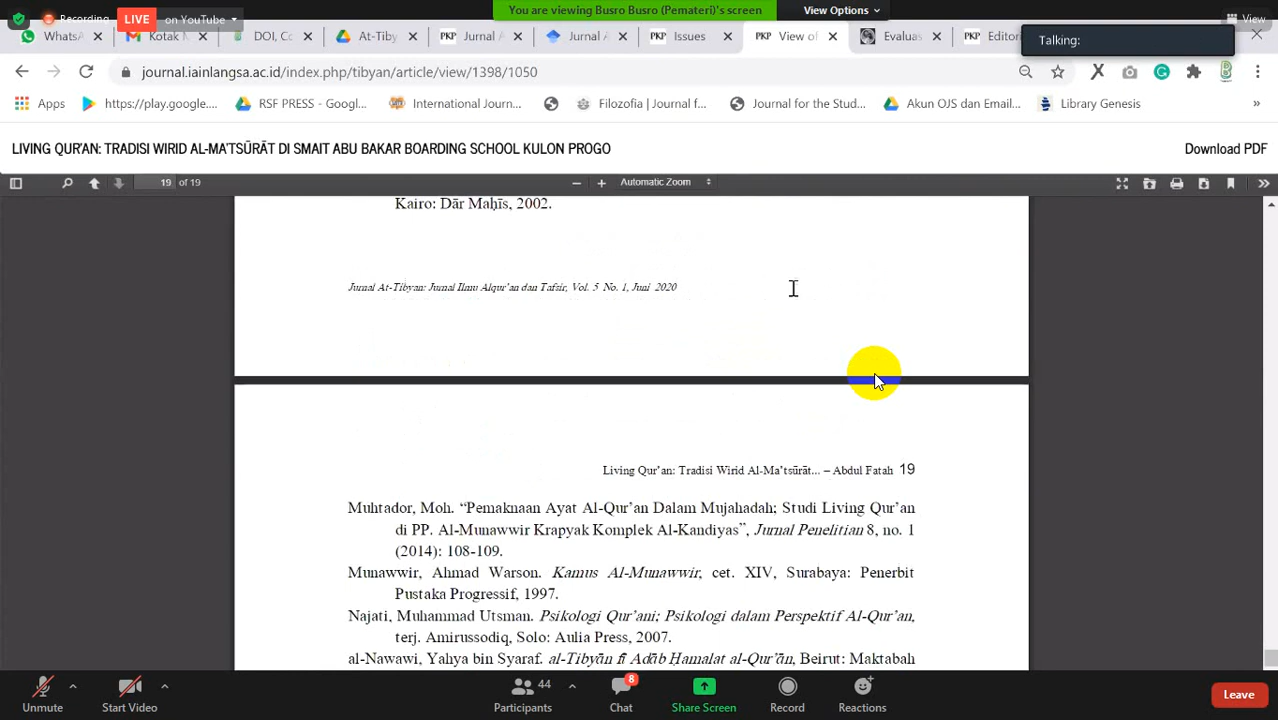 Recording
LIVE
on YouTube
You are viewing Busro Busro (Pemateri)'s screen
View Options
View
Talking:
WhatsA
Kotak M
DOI, Co
At-Tiby
Jurnal A
Jurnal A
Issues
View of
Evaluas
Editoria
journal.iainlangsa.ac.id/index.php/tibyan/article/view/1398/1050
Apps
https://play.google....
RSF PRESS - Googl...
International Journ...
Filozofia | Journal f...
Journal for the Stud...
Akun OJS dan Email...
Library Genesis
LIVING QUR'AN: TRADISI WIRID AL-MA'TSŪRĀT DI SMAIT ABU BAKAR BOARDING SCHOOL KULON PROGO
Download PDF
19 of 19
Automatic Zoom
Kairo: Dār Maḥīs, 2002.
Jurnal At-Tibyan: Jurnal Ilmu Alqur'an dan Tafsir, Vol. 5 No. 1, Juni 2020
Living Qur'an: Tradisi Wirid Al-Ma'tsūrāt... – Abdul Fatah 19
Muhtador, Moh. "Pemaknaan Ayat Al-Qur'an Dalam Mujahadah; Studi Living Qur'an
di PP. Al-Munawwir Krapyak Komplek Al-Kandiyas", Jurnal Penelitian 8, no. 1
(2014): 108-109.
Munawwir, Ahmad Warson. Kamus Al-Munawwir, cet. XIV, Surabaya: Penerbit
Pustaka Progressif, 1997.
Najati, Muhammad Utsman. Psikologi Qur'ani; Psikologi dalam Perspektif Al-Qur'an,
terj. Amirussodiq, Solo: Aulia Press, 2007.
al-Nawawi, Yahya bin Syaraf. al-Tibyān fī Adāb Ḥamalat al-Qur'ān, Beirut: Maktabah
Unmute
Start Video
44
Participants
8
Chat
Share Screen
Record
Reactions
Leave